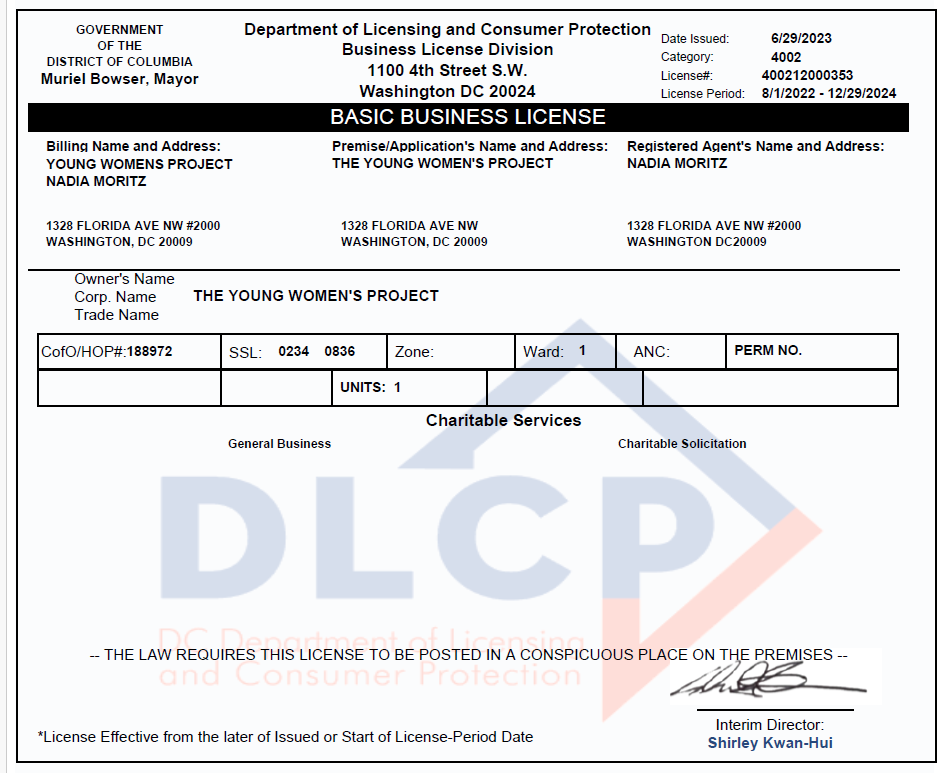 GOVERNMENT
OF THE
DISTRICT OF COLUMBIA
Muriel Bowser, Mayor
Department of Licensing and Consumer Protection
Business License Division
1100 4th Street S.W.
Washington DC 20024
Date Issued: 6/29/2023
Category: 4002
License#: 400212000353
License Period: 8/1/2022 - 12/29/2024
BASIC BUSINESS LICENSE
Billing Name and Address:
YOUNG WOMENS PROJECT
NADIA MORITZ
1328 FLORIDA AVE NW #2000
WASHINGTON, DC 20009
Premise/Application's Name and Address:
THE YOUNG WOMEN'S PROJECT
1328 FLORIDA AVE NW
WASHINGTON, DC 20009
Registered Agent's Name and Address:
NADIA MORITZ
1328 FLORIDA AVE NW #2000
WASHINGTON DC20009
Owner's Name
Corp. Name THE YOUNG WOMEN'S PROJECT
Trade Name
CofO/HOP#:188972 SSL: 0234 0836 Zone: Ward: 1 ANC: PERM NO.
UNITS: 1
Charitable Services
General Business Charitable Solicitation
DLCP
DC Department of Licensing
and Consumer Protection
-- THE LAW REQUIRES THIS LICENSE TO BE POSTED IN A CONSPICUOUS PLACE ON THE PREMISES --
Interim Director:
Shirley Kwan-Hui
*License Effective from the later of Issued or Start of License-Period Date